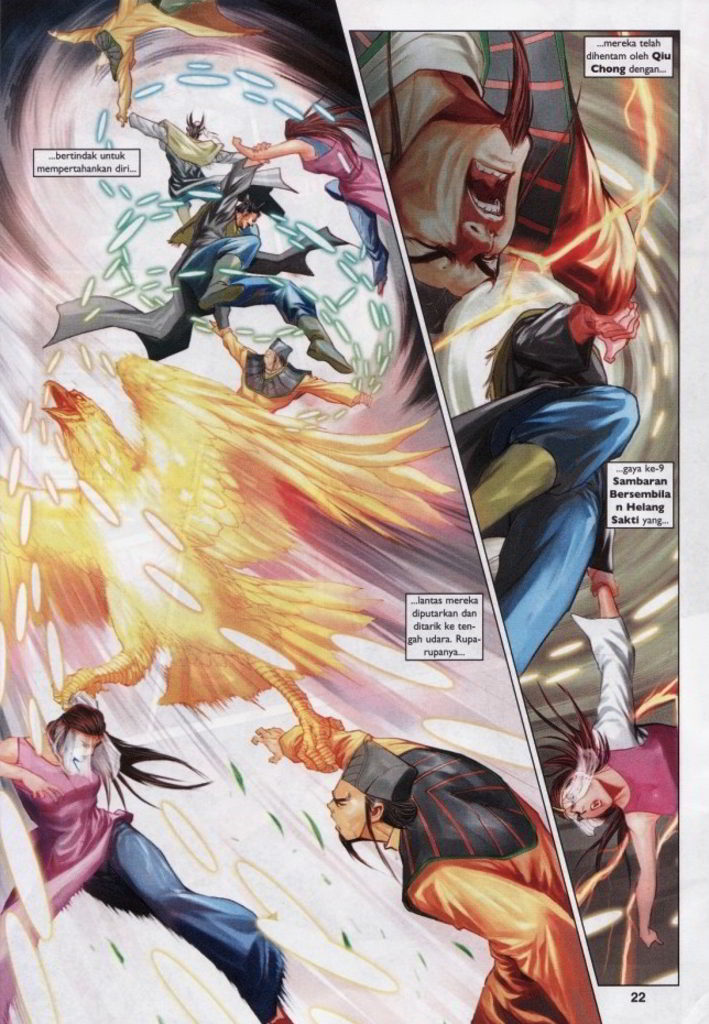 ...bertindak untuk
mempertahankan diri...
...lantas mereka
diputarkan dan
ditarik ke ten-
gah udara. Rupa-
rupanya...
...mereka telah
dihentam oleh Qiu
Chong dengan...
...gaya ke-9
Sambaran
Bersembila
n Helang
Sakti yang...
22